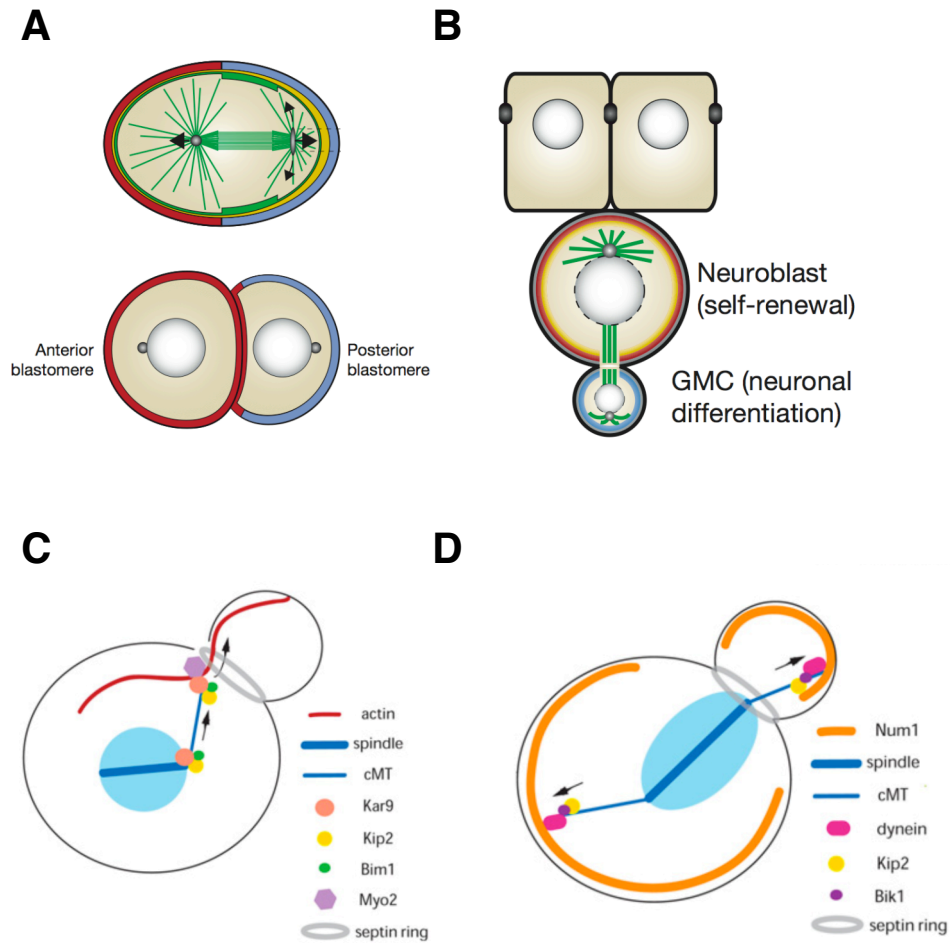 A
B
Anterior
blastomere
Posterior
blastomere
Neuroblast
(self-renewal)
GMC (neuronal
differentiation)
C
D
actin
spindle
cMT
Kar9
Kip2
Bim1
Myo2
septin ring
Num1
spindle
cMT
dynein
Kip2
Bik1
septin ring